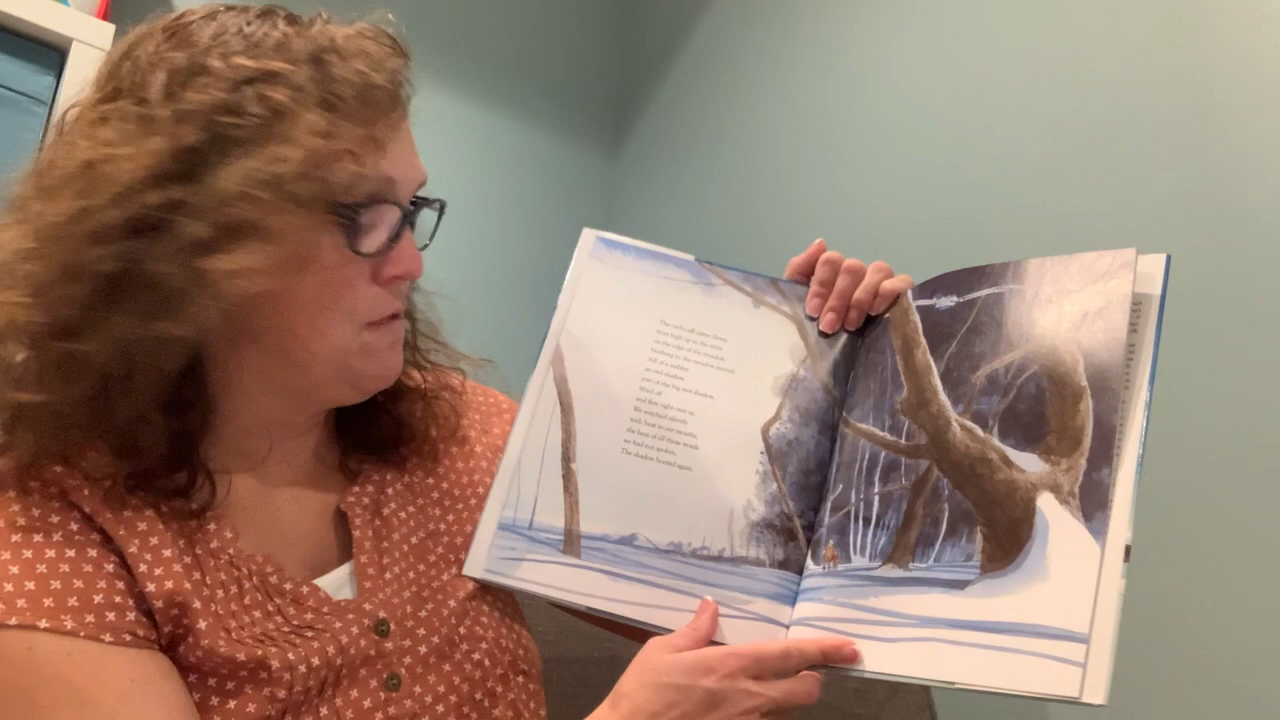 The owl's call came closer,
from high up in the trees
on the edge of the meadow.
Nothing in the meadow moved.
All of a sudden
an owl shadow,
part of the big tree shadow,
lifted off
and flew right over us.
We watched silently
with heat in our mouths,
the heat of all those words
we had not spoken.
The shadow hooted again.